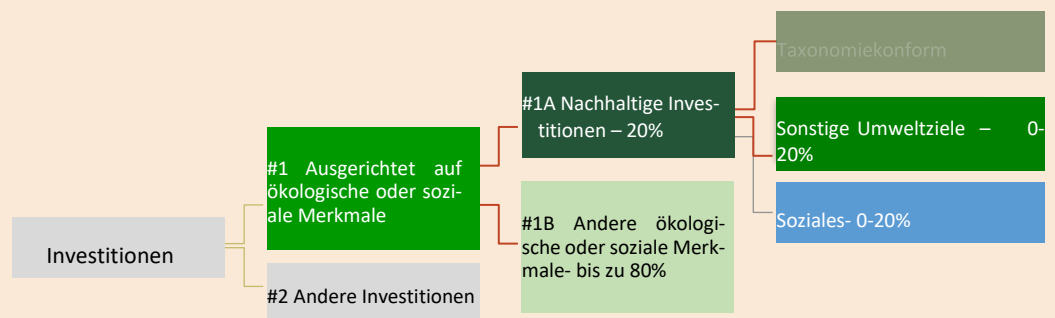 Taxonomiekonform
#1A Nachhaltige Inves-
titionen – 20%
Sonstige Umweltziele – 0-
20%
#1 Ausgerichtet auf
ökologische oder sozi-
ale Merkmale
Soziales- 0-20%
#1B Andere ökologi-
sche oder soziale Merk-
male- bis zu 80%
Investitionen
#2 Andere Investitionen